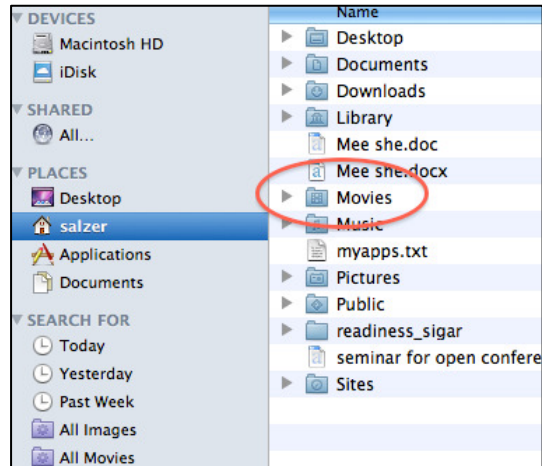 DEVICES
Macintosh HD
iDisk
SHARED
All...
PLACES
Desktop
salzer
Applications
Documents
SEARCH FOR
Today
Yesterday
Past Week
All Images
All Movies
Name
Desktop
Documents
Downloads
Library
Mee she.doc
Mee she.docx
Movies
Music
myapps.txt
Pictures
Public
readiness_sigar
seminar for open confere
Sites